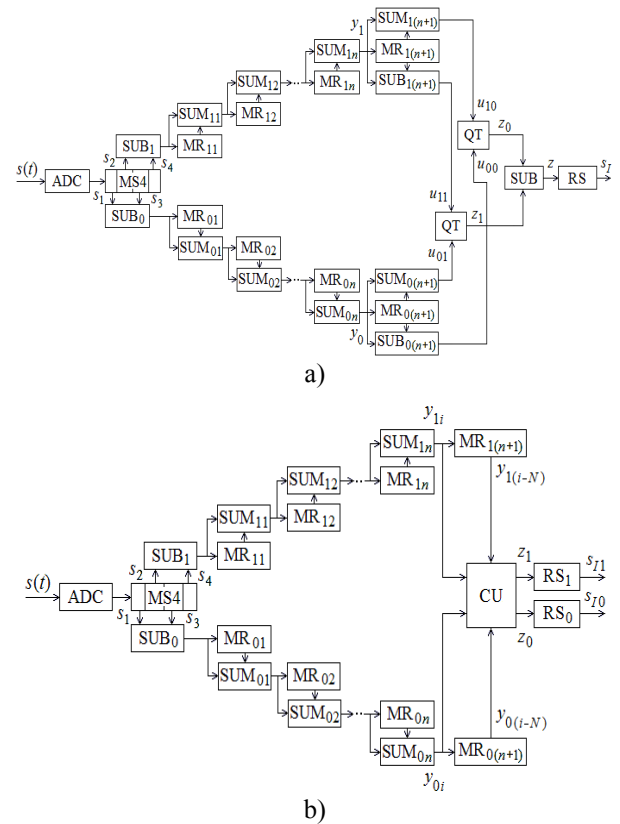 y1 SUM1(n+1)
SUM1n MR1(n+1)
SUM12 ... MR1n SUB1(n+1)
SUM11 MR12 u10
SUB1 MR11 QT z0
s2 s4 u00
s(t) ADC MS4 SUB z RS sI
s1 s3 u11
SUB0 MR01 QT z1
SUM01 MR02 u01
SUM02 ... MR0n SUM0(n+1)
SUM0n MR0(n+1)
y0 SUB0(n+1)
a)
y1i
SUM1n MR1(n+1)
SUM12 ... MR1n y1(i−N)
SUM11 MR12
SUB1 MR11 z1
s2 s4 RS1 sI1
s(t) ADC MS4 CU
s1 s3 RS0 sI0
SUB0 MR01 z0
SUM01 MR02
SUM02 ... MR0n y0(i−N)
SUM0n MR0(n+1)
y0i
b)